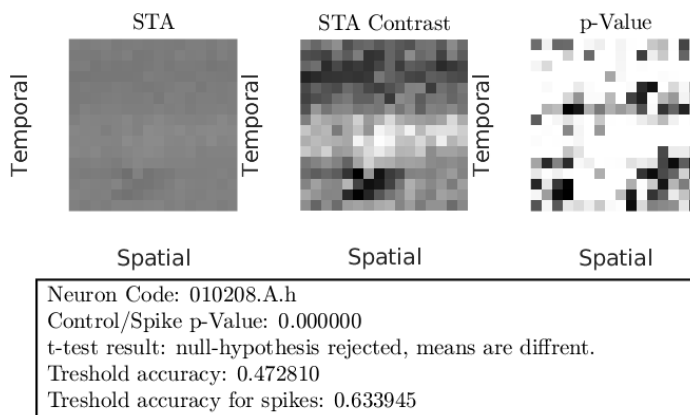 STA
STA Contrast
p-Value
Temporal
Temporal
Temporal
Spatial
Spatial
Spatial
Neuron Code: 010208.A.h
Control/Spike p-Value: 0.000000
t-test result: null-hypothesis rejected, means are diffrent.
Treshold accuracy: 0.472810
Treshold accuracy for spikes: 0.633945